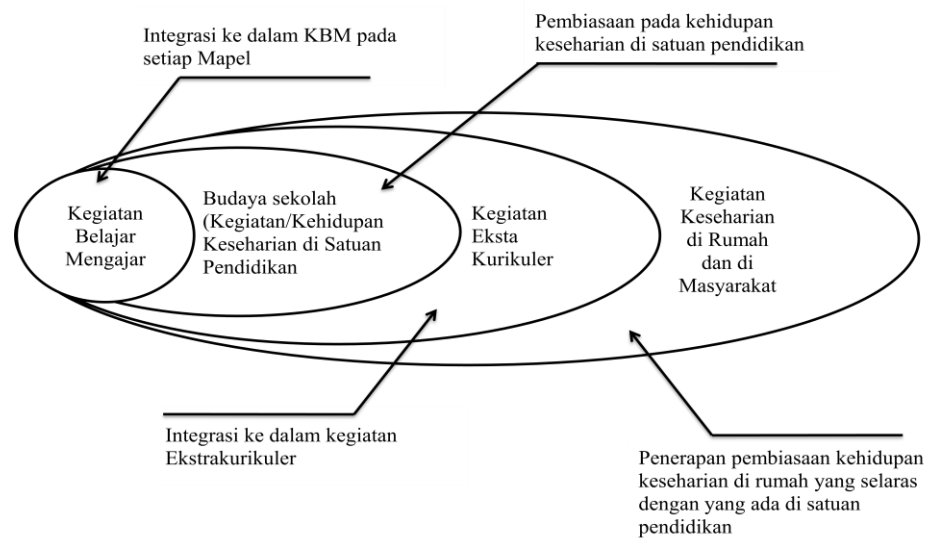 Integrasi ke dalam KBM pada
setiap Mapel
Pembiasaan pada kehidupan
keseharian di satuan pendidikan
Kegiatan
Belajar
Mengajar
Budaya sekolah
(Kegiatan/Kehidupan
Keseharian di Satuan
Pendidikan
Kegiatan
Eksta
Kurikuler
Kegiatan
Keseharian
di Rumah
dan di
Masyarakat
Integrasi ke dalam kegiatan
Ekstrakurikuler
Penerapan pembiasaan kehidupan
keseharian di rumah yang selaras
dengan yang ada di satuan
pendidikan